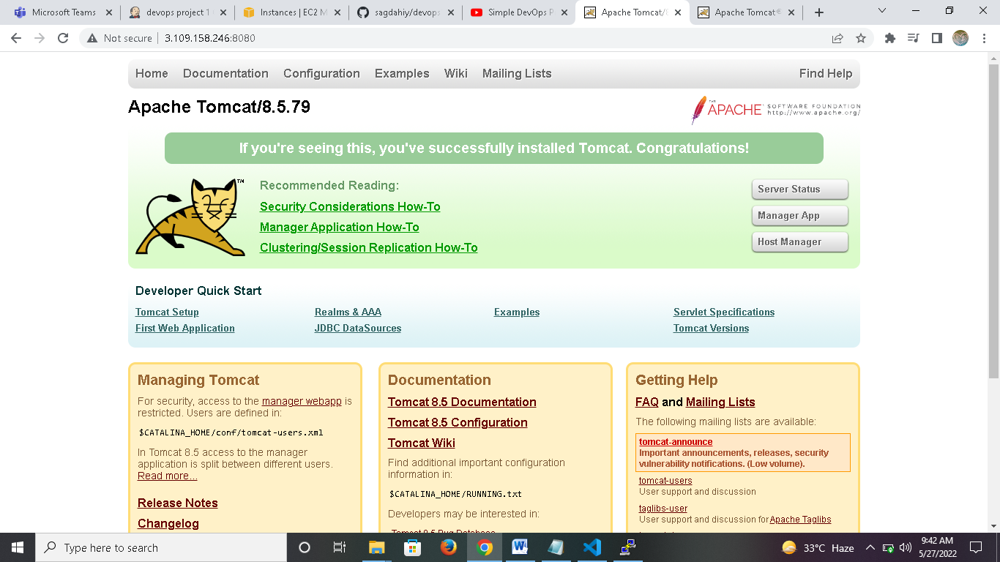 Microsoft Teams
devops project 1
Instances | EC2 M
sagdahiy/devops
Simple DevOps P
Apache Tomcat/8
Apache Tomcat®
Not secure
3.109.158.246:8080
Home Documentation Configuration Examples Wiki Mailing Lists Find Help
Apache Tomcat/8.5.79
THE
APACHE SOFTWARE FOUNDATION
http://www.apache.org/
If you're seeing this, you've successfully installed Tomcat. Congratulations!
TM
Recommended Reading:
Security Considerations How-To
Manager Application How-To
Clustering/Session Replication How-To
Server Status
Manager App
Host Manager
Developer Quick Start
Tomcat Setup
First Web Application
Realms & AAA
JDBC DataSources
Examples
Servlet Specifications
Tomcat Versions
Managing Tomcat
For security, access to the manager webapp is
restricted. Users are defined in:
$CATALINA_HOME/conf/tomcat-users.xml
In Tomcat 8.5 access to the manager
application is split between different users.
Read more...
Release Notes
Changelog
Documentation
Tomcat 8.5 Documentation
Tomcat 8.5 Configuration
Tomcat Wiki
Find additional important configuration
information in:
$CATALINA_HOME/RUNNING.txt
Developers may be interested in:
Tomcat 8.5 Bug Database
Getting Help
FAQ and Mailing Lists
The following mailing lists are available:
tomcat-announce
Important announcements, releases, security
vulnerability notifications. (Low volume).
tomcat-users
User support and discussion
taglibs-user
User support and discussion for Apache Taglibs
Type here to search
33°C Haze
9:42 AM
5/27/2022